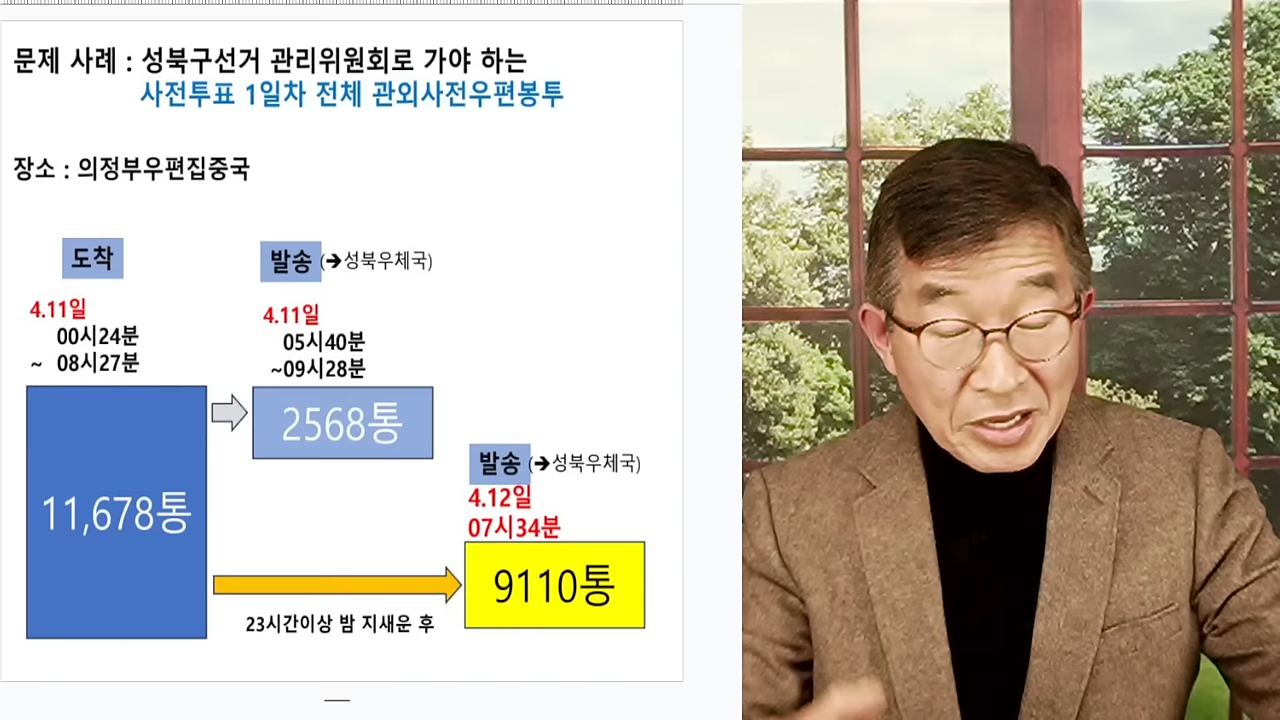 문제 사례 : 성북구선거 관리위원회로 가야 하는
사전투표 1일차 전체 관외사전우편봉투
장소 : 의정부우편집중국
도착
발송 (➔성북우체국)
4.11일
00시24분
~ 08시27분
4.11일
05시40분
~09시28분
11,678통
2568통
발송 (➔성북우체국)
4.12일
07시34분
9110통
23시간이상 밤 지새운 후